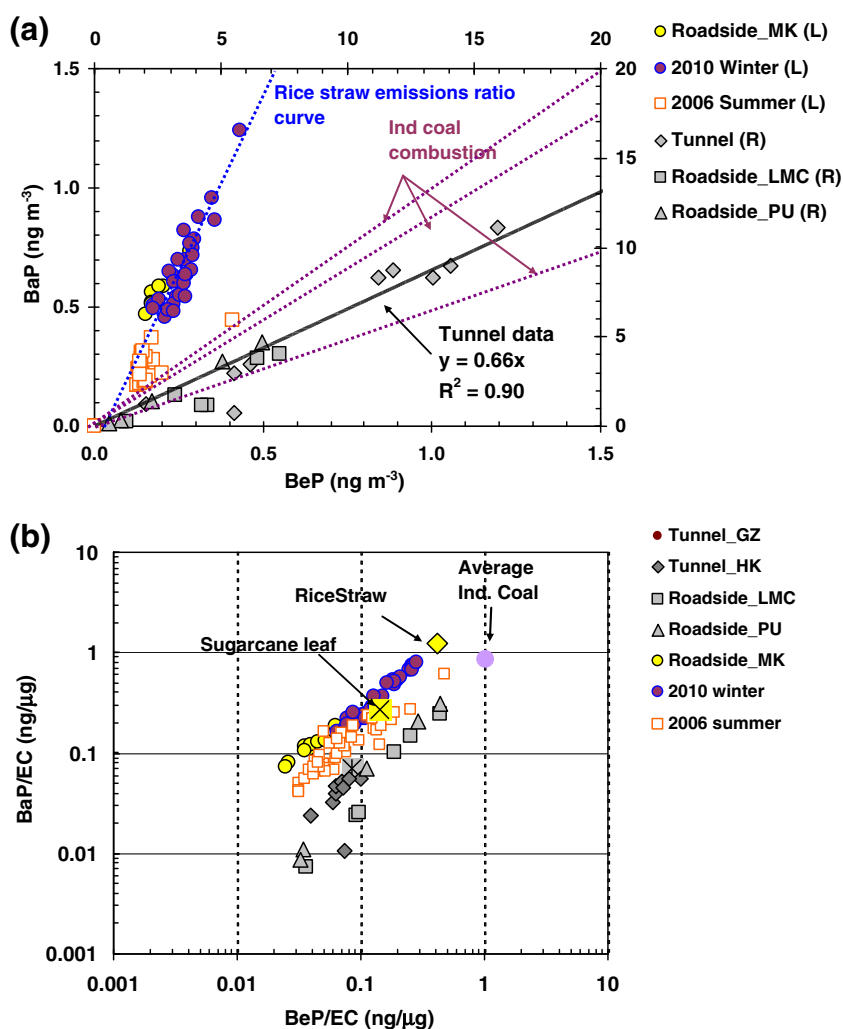 (a)
0 5 10 15 20
1.5
1.0
0.5
0.0
BaP (ng m-3)
20
15
10
5
0
0.0 0.5 1.0 1.5
BeP (ng m-3)
Rice straw emissions ratio
curve
Ind coal
combustion
Tunnel data
y = 0.66x
R2 = 0.90
Roadside_MK (L)
2010 Winter (L)
2006 Summer (L)
Tunnel (R)
Roadside_LMC (R)
Roadside_PU (R)
(b)
10
1
0.1
0.01
0.001
BaP/EC (ng/µg)
0.001 0.01 0.1 1 10
BeP/EC (ng/µg)
RiceStraw
Sugarcane leaf
Average
Ind. Coal
Tunnel_GZ
Tunnel_HK
Roadside_LMC
Roadside_PU
Roadside_MK
2010 winter
2006 summer